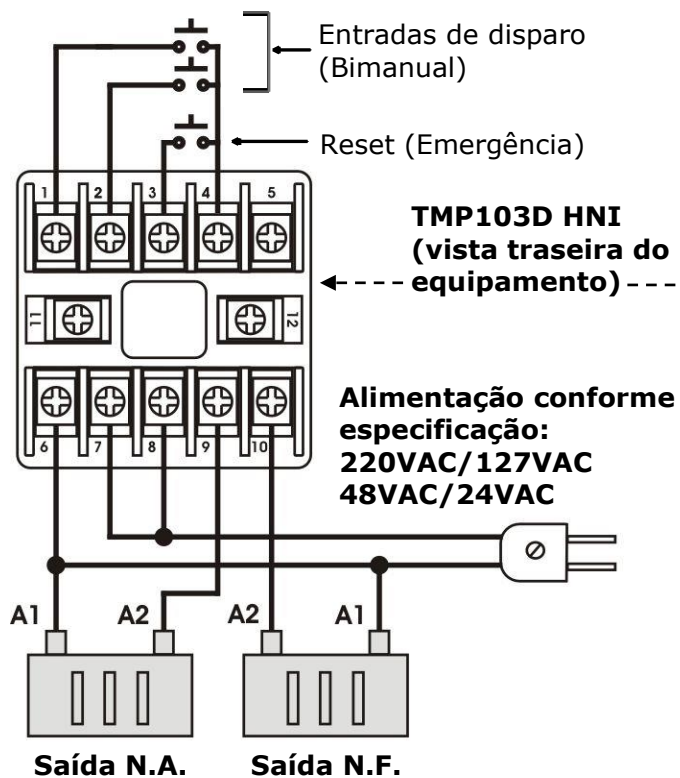 Entradas de disparo
(Bimanual)
Reset (Emergência)
1 2 3 4 5
TMP103D HNI
(vista traseira do
equipamento)
11 12
Alimentação conforme
especificação:
220VAC/127VAC
48VAC/24VAC
6 7 8 9 10
A1 A2 A2 A1
Saída N.A. Saída N.F.